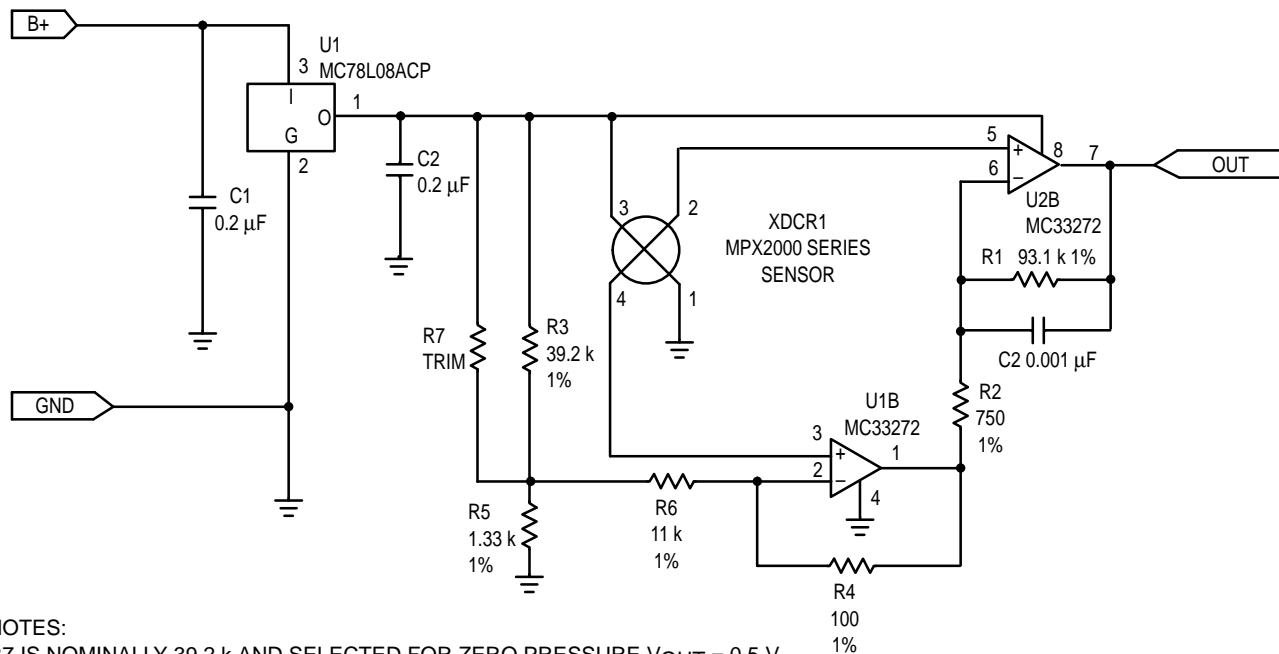 B+
U1
3 MC78L08ACP
I
O
1
G
2
C1
0.2 µF
C2
0.2 µF
GND
R7
TRIM
R3
39.2 k
1%
3
2
4
1
XDCR1
MPX2000 SERIES
SENSOR
5
6
+
–
8
7
OUT
U2B
MC33272
R1 93.1 k 1%
C2 0.001 µF
R2
750
1%
U1B
MC33272
3
2
+
–
1
4
R5
1.33 k
1%
R6
11 k
1%
R4
100
1%
NOTES:
R7 IS NOMINALLY 39.2 k AND SELECTED FOR ZERO PRESSURE VOUT = 0.5 V